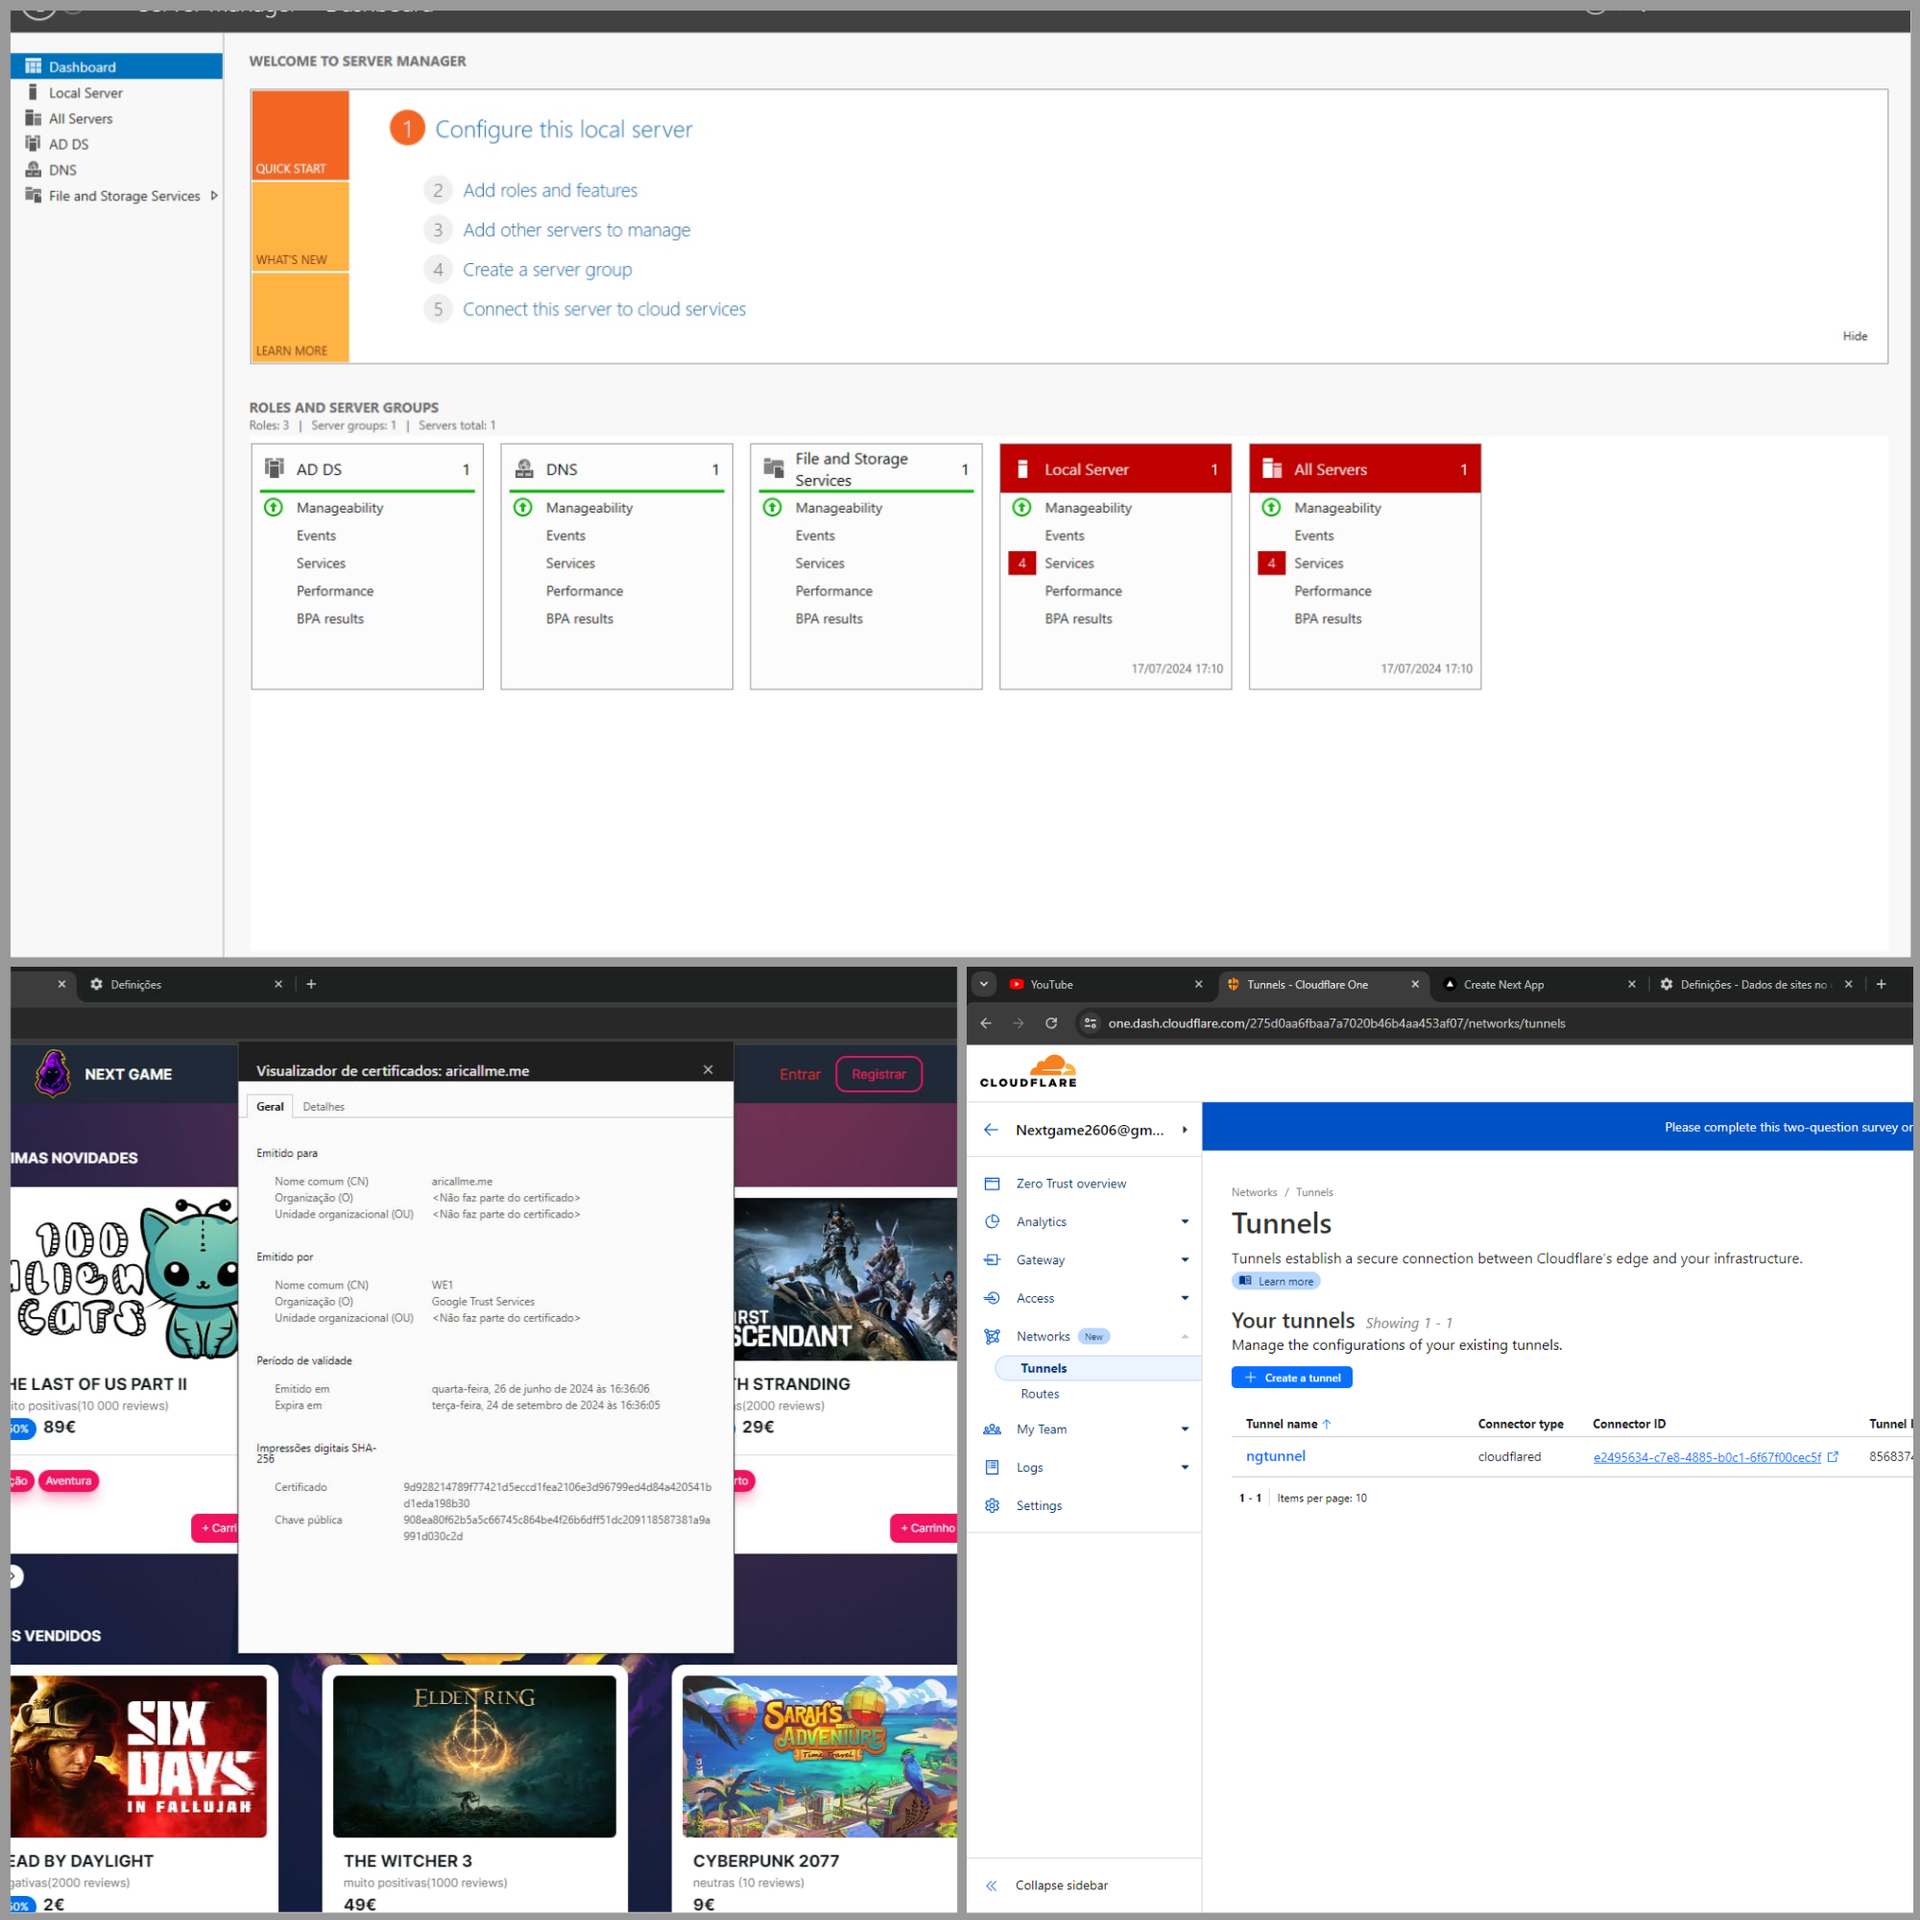 Server Manager Dashboard
Dashboard
Local Server
All Servers
AD DS
DNS
File and Storage Services
WELCOME TO SERVER MANAGER
QUICK START
WHAT'S NEW
LEARN MORE
1 Configure this local server
2 Add roles and features
3 Add other servers to manage
4 Create a server group
5 Connect this server to cloud services
Hide
ROLES AND SERVER GROUPS
Roles: 3 | Server groups: 1 | Servers total: 1
AD DS 1
Manageability
Events
Services
Performance
BPA results
DNS 1
Manageability
Events
Services
Performance
BPA results
File and Storage
Services 1
Manageability
Events
Services
Performance
BPA results
Local Server 1
Manageability
Events
4 Services
Performance
BPA results
17/07/2024 17:10
All Servers 1
Manageability
Events
4 Services
Performance
BPA results
17/07/2024 17:10
Definições
NEXT GAME
Entrar
Registrar
IMAS NOVIDADES
100
ALIEN
CATS
HE LAST OF US PART II
ito positivas(10 000 reviews)
50% 89€
ção Aventura
+ Carri
Visualizador de certificados: aricallme.me
Geral Detalhes
Emitido para
Nome comum (CN) aricallme.me
Organização (O) <Não faz parte do certificado>
Unidade organizacional (OU) <Não faz parte do certificado>
Emitido por
Nome comum (CN) WE1
Organização (O) Google Trust Services
Unidade organizacional (OU) <Não faz parte do certificado>
Período de validade
Emitido em quarta-feira, 26 de junho de 2024 às 16:36:06
Expira em terça-feira, 24 de setembro de 2024 às 16:36:05
Impressões digitais SHA-
256
Certificado 9d928214789f77421d5eccd1fea2106e3d96799ed4d84a420541b
d1eda198b30
Chave pública 908ea80f62b5a5c66745c864be4f26b6dff51dc209118587381a9a
991d030c2d
RST
SCENDANT
TH STRANDING
s(2000 reviews)
29€
rto
+ Carrinho
S VENDIDOS
SIX
DAYS
IN FALLUJAH
EAD BY DAYLIGHT
gativas(2000 reviews)
50% 2€
ELDEN RING
THE WITCHER 3
muito positivas(1000 reviews)
49€
SARAH'S
ADVENTURE
Time Travel
CYBERPUNK 2077
neutras (10 reviews)
9€
YouTube
Tunnels - Cloudflare One
Create Next App
Definições - Dados de sites no
one.dash.cloudflare.com/275d0aa6fbaa7a7020b46b4aa453af07/networks/tunnels
CLOUDFLARE
Nextgame2606@gm...
Please complete this two-question survey or
Zero Trust overview
Analytics
Gateway
Access
Networks New
Tunnels
Routes
My Team
Logs
Settings
Collapse sidebar
Networks / Tunnels
Tunnels
Tunnels establish a secure connection between Cloudflare's edge and your infrastructure.
Learn more
Your tunnels Showing 1 - 1
Manage the configurations of your existing tunnels.
+ Create a tunnel
Tunnel name ↑ Connector type Connector ID Tunnel I
ngtunnel cloudflared e2495634-c7e8-4885-b0c1-6f67f00cec5f 8568374
1 - 1 Items per page: 10